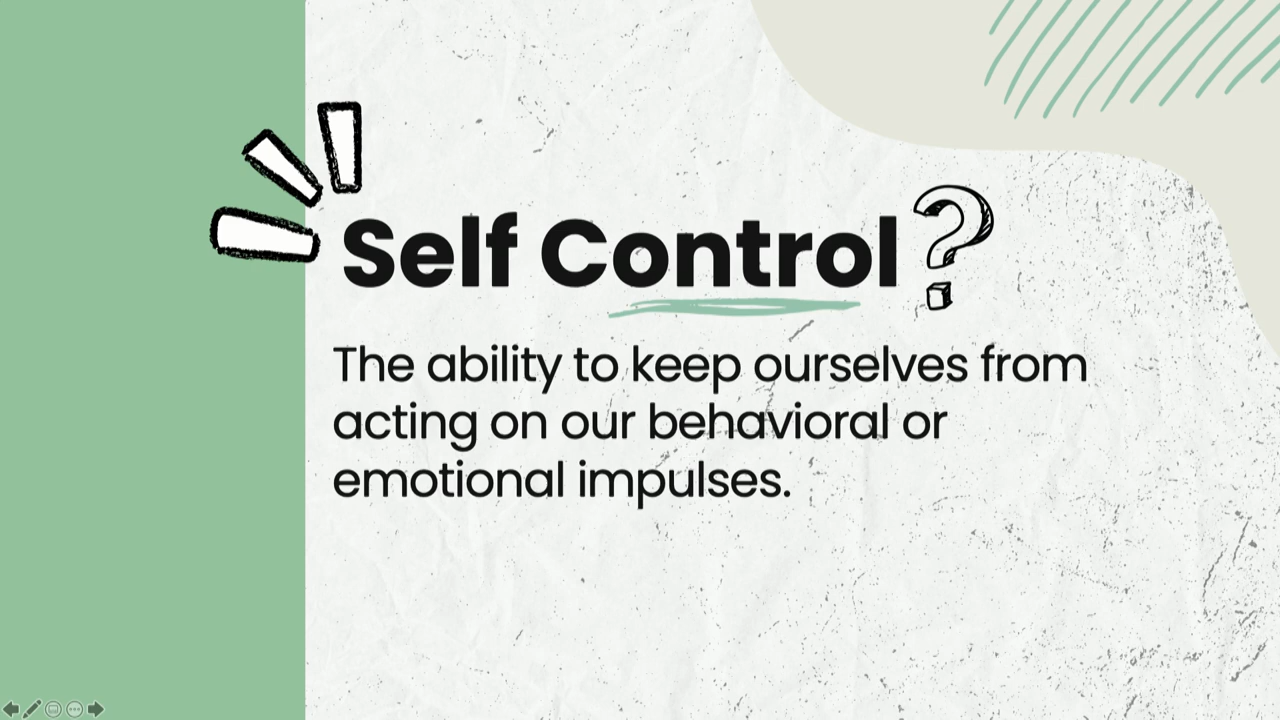 Self Control?
The ability to keep ourselves from
acting on our behavioral or
emotional impulses.